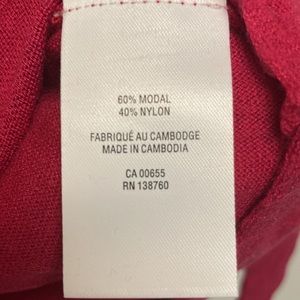 60% MODAL
40% NYLON
FABRIQUÉ AU CAMBODGE
MADE IN CAMBODIA
CA 00655
RN 138760